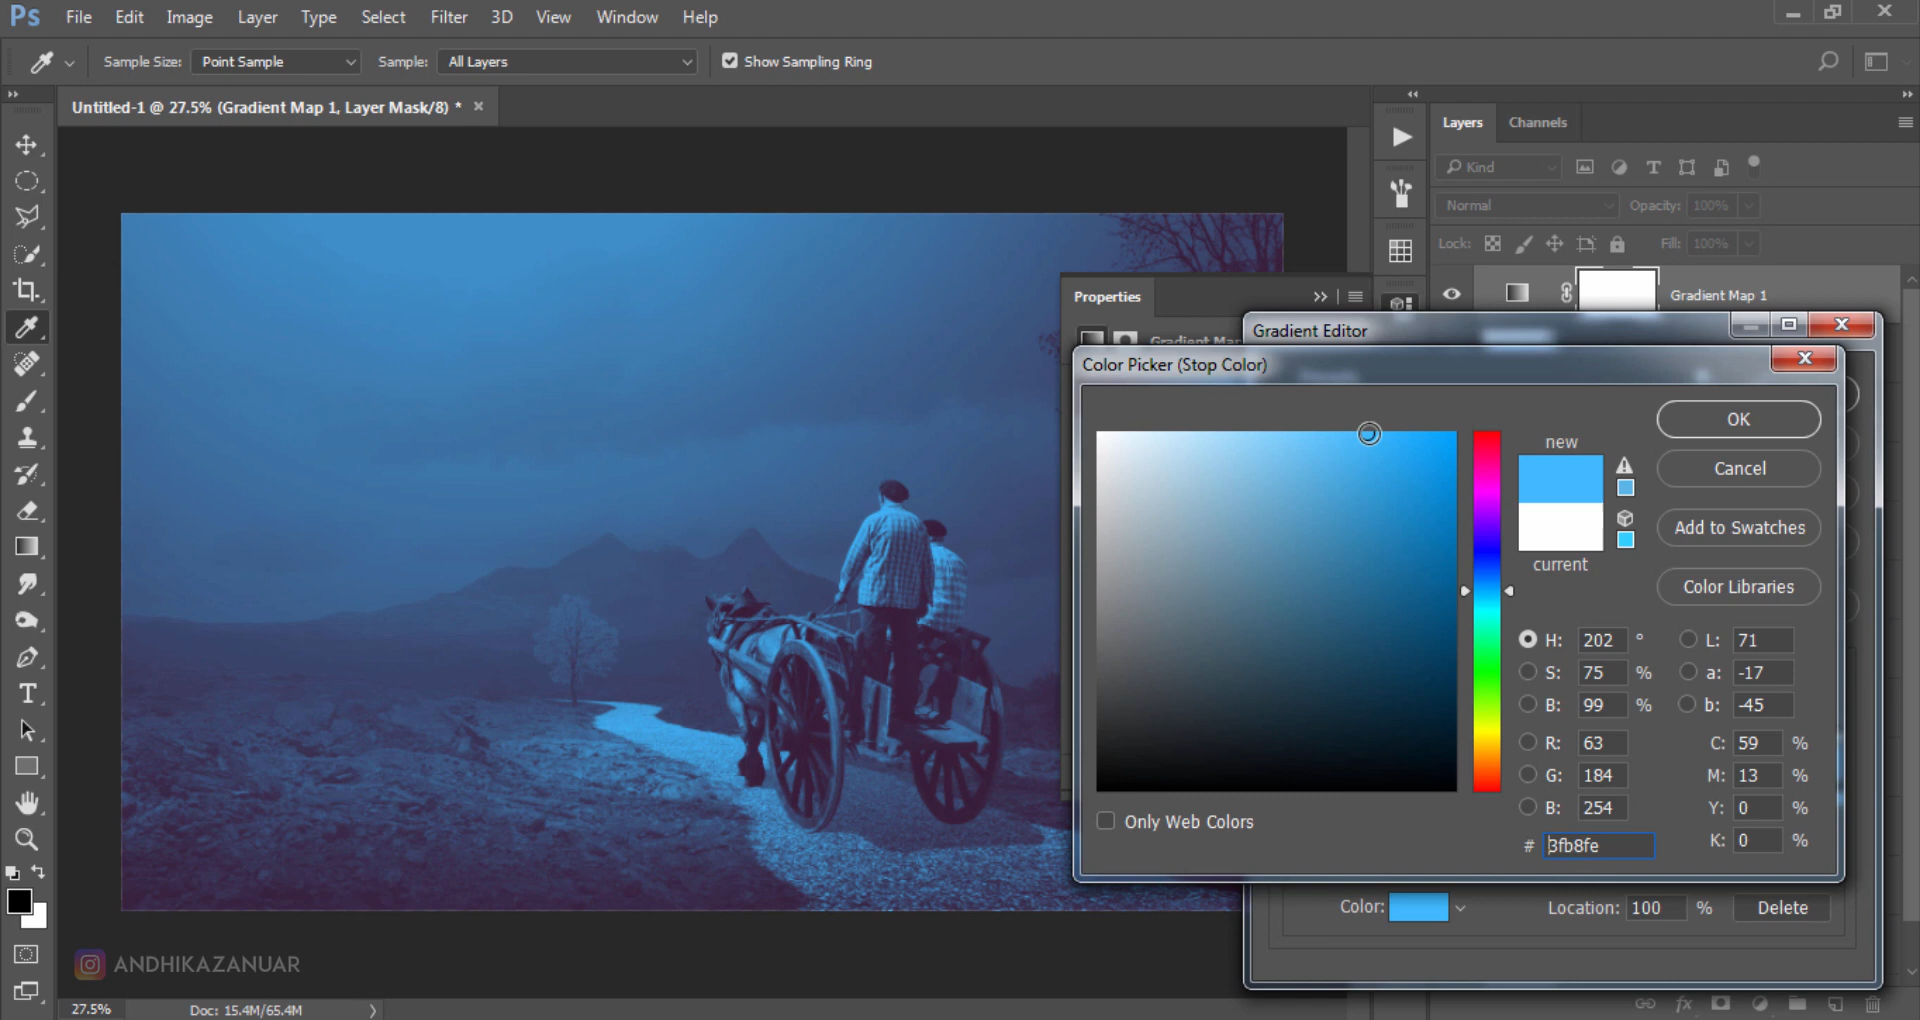 Ps File Edit Image Layer Type Select Filter 3D View Window Help
Sample Size: Point Sample Sample: All Layers Show Sampling Ring
Untitled-1 @ 27.5% (Gradient Map 1, Layer Mask/8) *
Layers Channels
Kind
Normal Opacity: 100%
Lock: Fill: 100%
Properties
Gradient Map 1
Gradient Editor
Gradient Map
Color Picker (Stop Color)
OK
new
Cancel
Add to Swatches
current
Color Libraries
H: 202 ° L: 71
S: 75 % a: -17
B: 99 % b: -45
R: 63 C: 59 %
G: 184 M: 13 %
B: 254 Y: 0 %
Only Web Colors
# 3fb8fe K: 0 %
Color: Location: 100 % Delete
ANDHIKAZANUAR
27.5% Doc: 15.4M/65.4M
fx